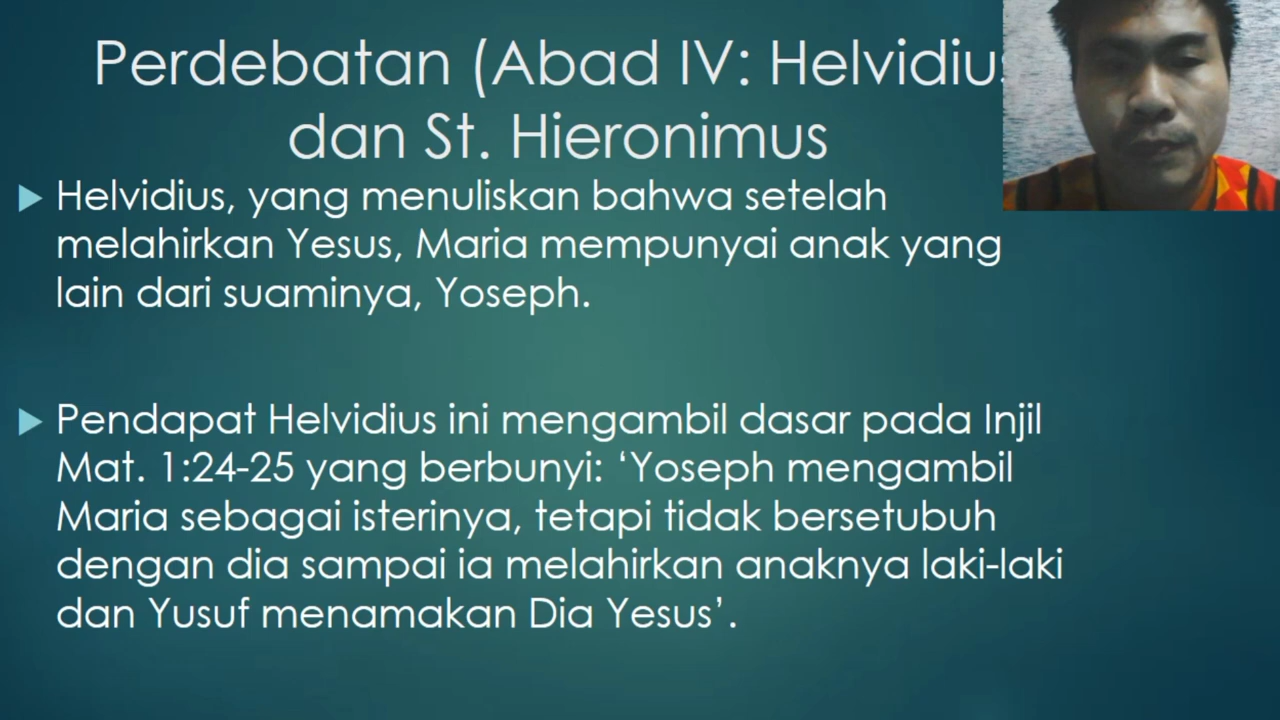 Perdebatan (Abad IV: Helvidius
dan St. Hieronimus
Helvidius, yang menuliskan bahwa setelah
melahirkan Yesus, Maria mempunyai anak yang
lain dari suaminya, Yoseph.
Pendapat Helvidius ini mengambil dasar pada Injil
Mat. 1:24-25 yang berbunyi: ‘Yoseph mengambil
Maria sebagai isterinya, tetapi tidak bersetubuh
dengan dia sampai ia melahirkan anaknya laki-laki
dan Yusuf menamakan Dia Yesus’.